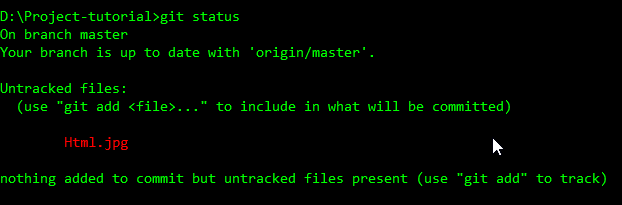 D:\Project-tutorial>git status
On branch master
Your branch is up to date with 'origin/master'.
Untracked files:
(use "git add <file>..." to include in what will be committed)
Html.jpg
nothing added to commit but untracked files present (use "git add" to track)